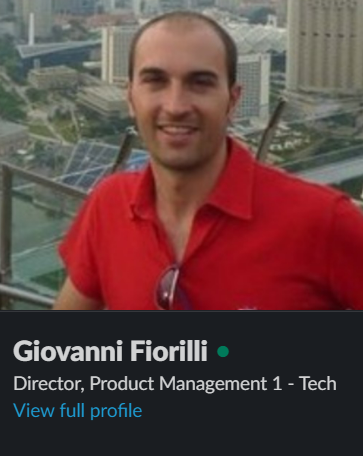 Giovanni Fiorilli
Director, Product Management 1 - Tech
View full profile